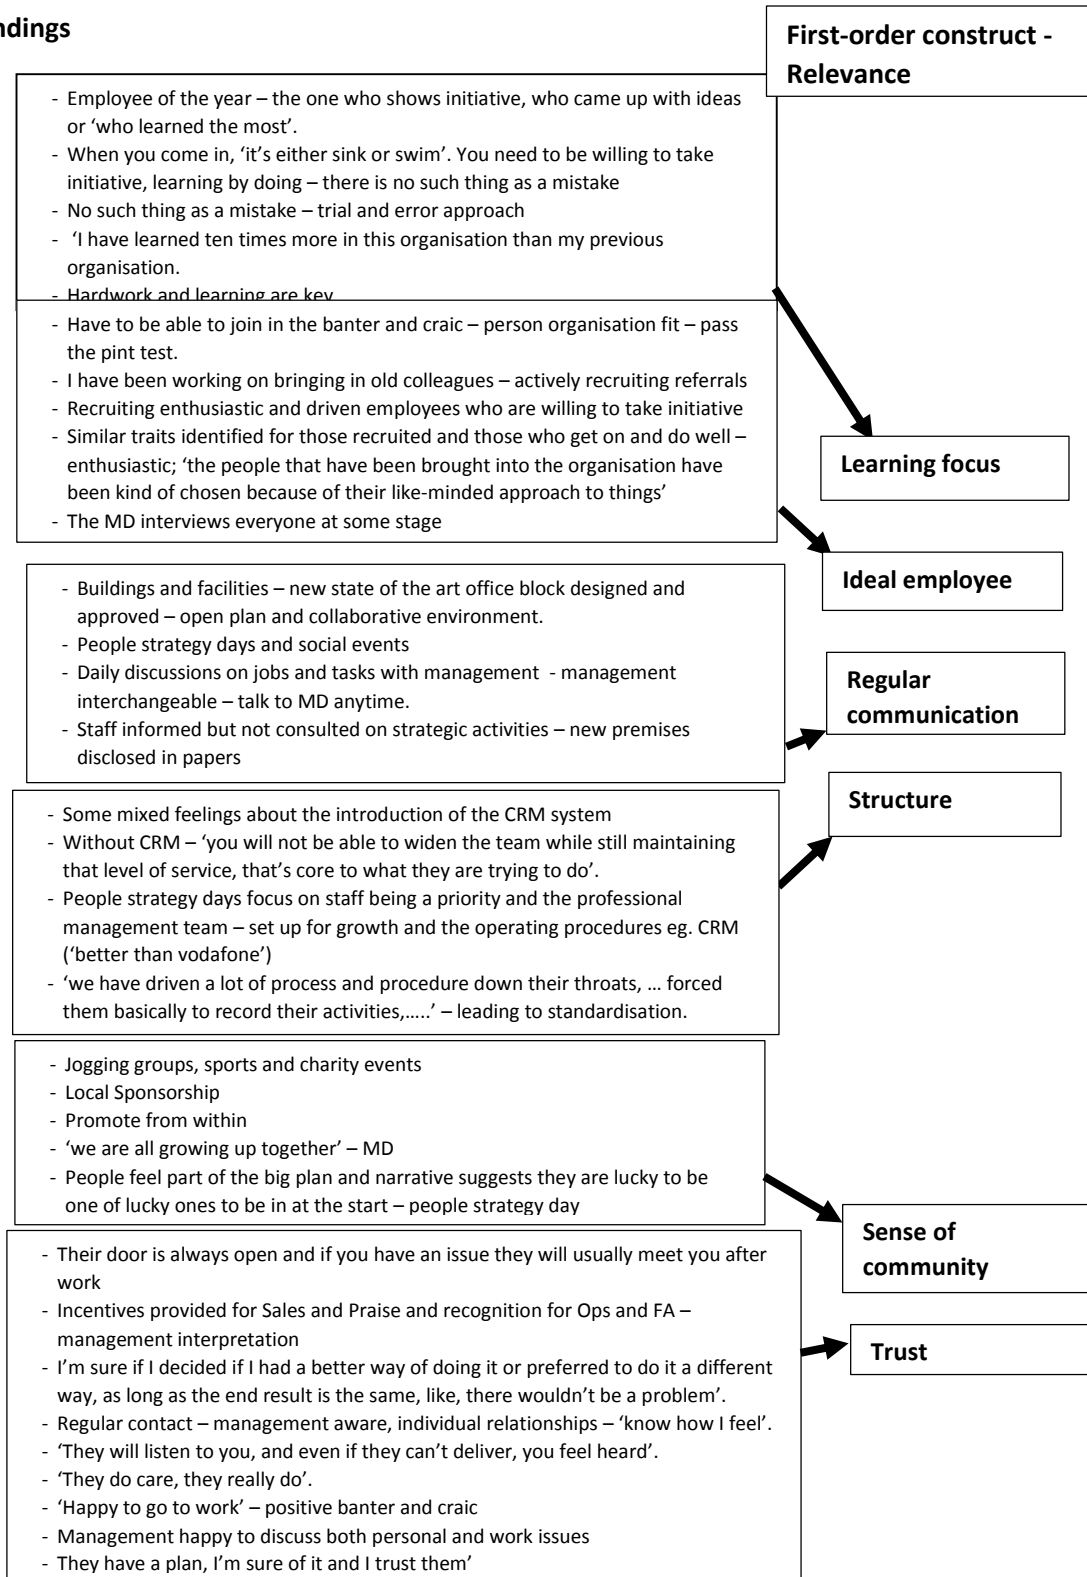 ndings
First-order construct -
Relevance
- Employee of the year – the one who shows initiative, who came up with ideas
or ‘who learned the most’.
- When you come in, ‘it’s either sink or swim’. You need to be willing to take
initiative, learning by doing – there is no such thing as a mistake
- No such thing as a mistake – trial and error approach
- ‘I have learned ten times more in this organisation than my previous
organisation.
- Hardwork and learning are key
- Have to be able to join in the banter and craic – person organisation fit – pass
the pint test.
- I have been working on bringing in old colleagues – actively recruiting referrals
- Recruiting enthusiastic and driven employees who are willing to take initiative
- Similar traits identified for those recruited and those who get on and do well –
enthusiastic; ‘the people that have been brought into the organisation have
been kind of chosen because of their like-minded approach to things’
- The MD interviews everyone at some stage
Learning focus
Ideal employee
- Buildings and facilities – new state of the art office block designed and
approved – open plan and collaborative environment.
- People strategy days and social events
- Daily discussions on jobs and tasks with management - management
interchangeable – talk to MD anytime.
- Staff informed but not consulted on strategic activities – new premises
disclosed in papers
Regular
communication
Structure
- Some mixed feelings about the introduction of the CRM system
- Without CRM – ‘you will not be able to widen the team while still maintaining
that level of service, that’s core to what they are trying to do’.
- People strategy days focus on staff being a priority and the professional
management team – set up for growth and the operating procedures eg. CRM
(‘better than vodafone’)
- ‘we have driven a lot of process and procedure down their throats, … forced
them basically to record their activities,…..’ – leading to standardisation.
- Jogging groups, sports and charity events
- Local Sponsorship
- Promote from within
- ‘we are all growing up together’ – MD
- People feel part of the big plan and narrative suggests they are lucky to be
one of lucky ones to be in at the start – people strategy day
Sense of
community
- Their door is always open and if you have an issue they will usually meet you after
work
- Incentives provided for Sales and Praise and recognition for Ops and FA –
management interpretation
- I’m sure if I decided if I had a better way of doing it or preferred to do it a different
way, as long as the end result is the same, like, there wouldn’t be a problem’.
- Regular contact – management aware, individual relationships – ‘know how I feel’.
- ‘They will listen to you, and even if they can’t deliver, you feel heard’.
- ‘They do care, they really do’.
- ‘Happy to go to work’ – positive banter and craic
- Management happy to discuss both personal and work issues
- They have a plan, I’m sure of it and I trust them’
Trust